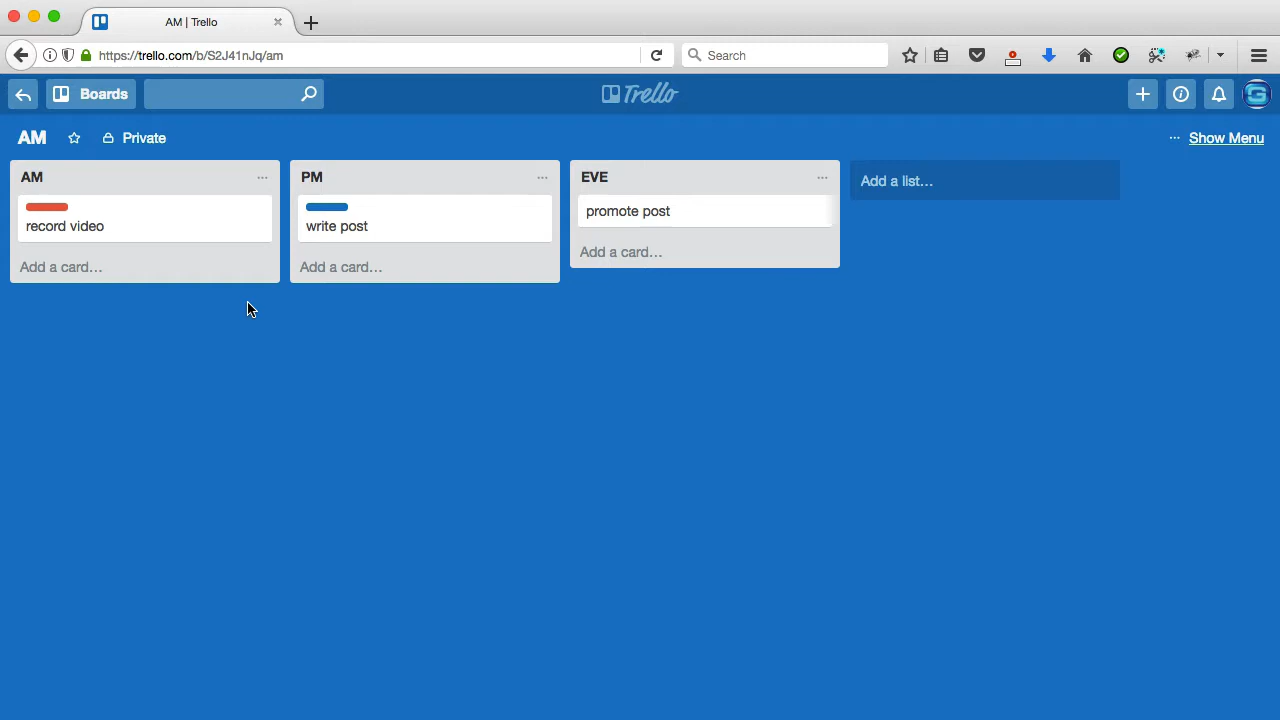 AM | Trello
https://trello.com/b/S2J41nJq/am
Search
Boards
Trello
AM
Private
Show Menu
AM
record video
Add a card…
PM
write post
Add a card…
EVE
promote post
Add a card…
Add a list…